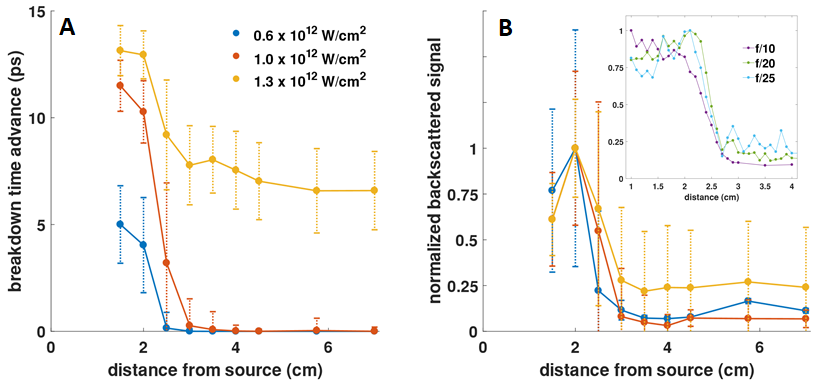 A
0.6 x 10¹² W/cm²
1.0 x 10¹² W/cm²
1.3 x 10¹² W/cm²
breakdown time advance (ps)
15
10
5
0
0 2 4 6
distance from source (cm)
B
normalized backscattered signal
1
0.75
0.5
0.25
0
0 2 4 6
distance from source (cm)
f/10
f/20
f/25
1
0.75
0.5
0.25
0
1 1.5 2 2.5 3 3.5 4
distance (cm)